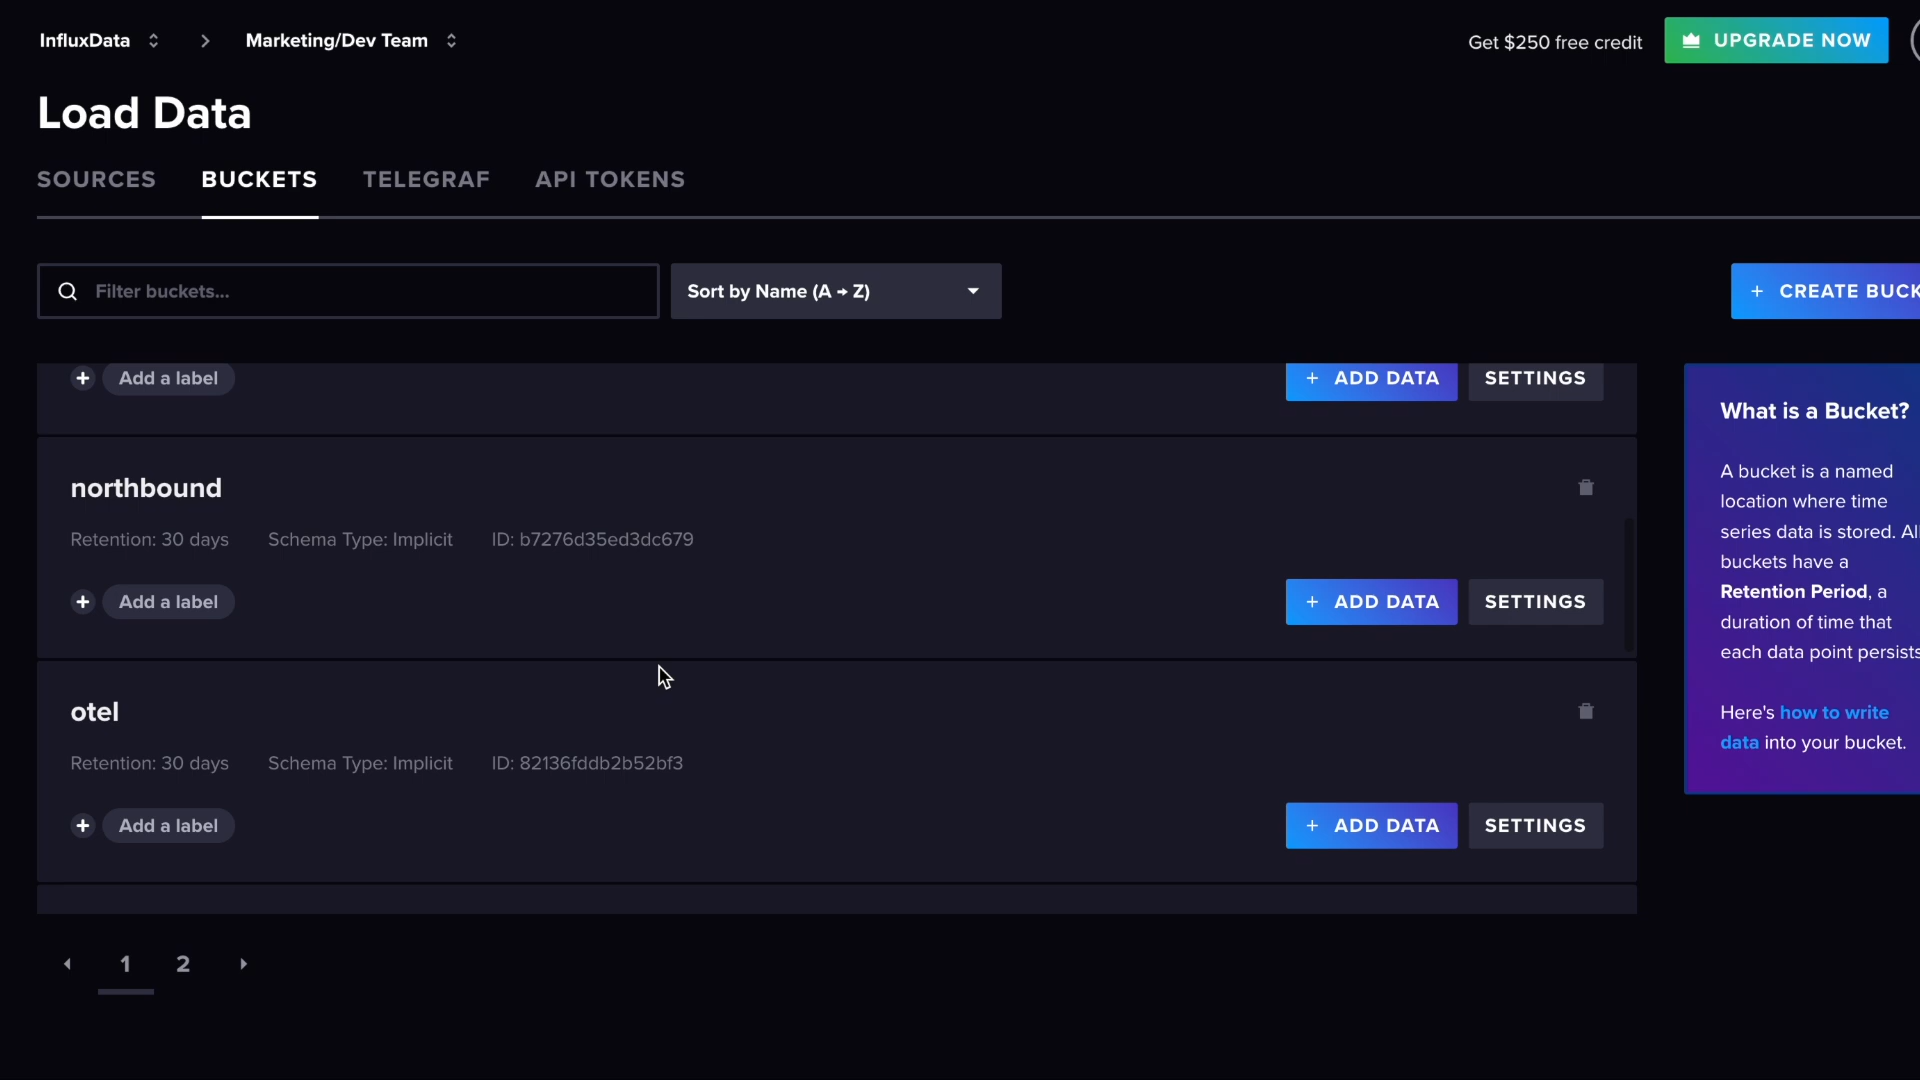 InfluxData
Marketing/Dev Team
Get $250 free credit
UPGRADE NOW
Load Data
SOURCES
BUCKETS
TELEGRAF
API TOKENS
Filter buckets...
Sort by Name (A → Z)
+ CREATE BUCK
+ Add a label
+ ADD DATA
SETTINGS
northbound
Retention: 30 days
Schema Type: Implicit
ID: b7276d35ed3dc679
+ Add a label
+ ADD DATA
SETTINGS
otel
Retention: 30 days
Schema Type: Implicit
ID: 82136fddb2b52bf3
+ Add a label
+ ADD DATA
SETTINGS
What is a Bucket?
A bucket is a named
location where time
series data is stored. All
buckets have a
Retention Period, a
duration of time that
each data point persists
Here's how to write
data into your bucket.
1
2